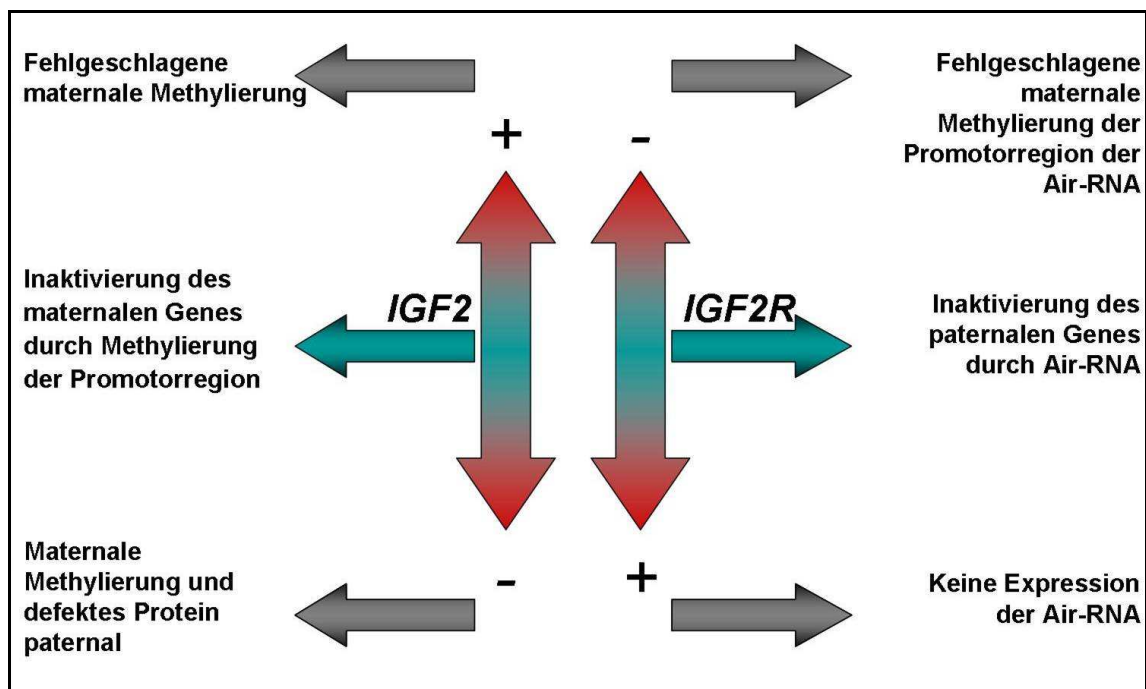 Fehlgeschlagene
maternale Methylierung
Fehlgeschlagene
maternale
Methylierung der
Promotorregion der
Air-RNA
+
-
Inaktivierung des
maternalen Genes
durch Methylierung
der Promotorregion
IGF2
IGF2R
Inaktivierung des
paternalen Genes
durch Air-RNA
Maternale
Methylierung und
defektes Protein
paternal
-
+
Keine Expression
der Air-RNA